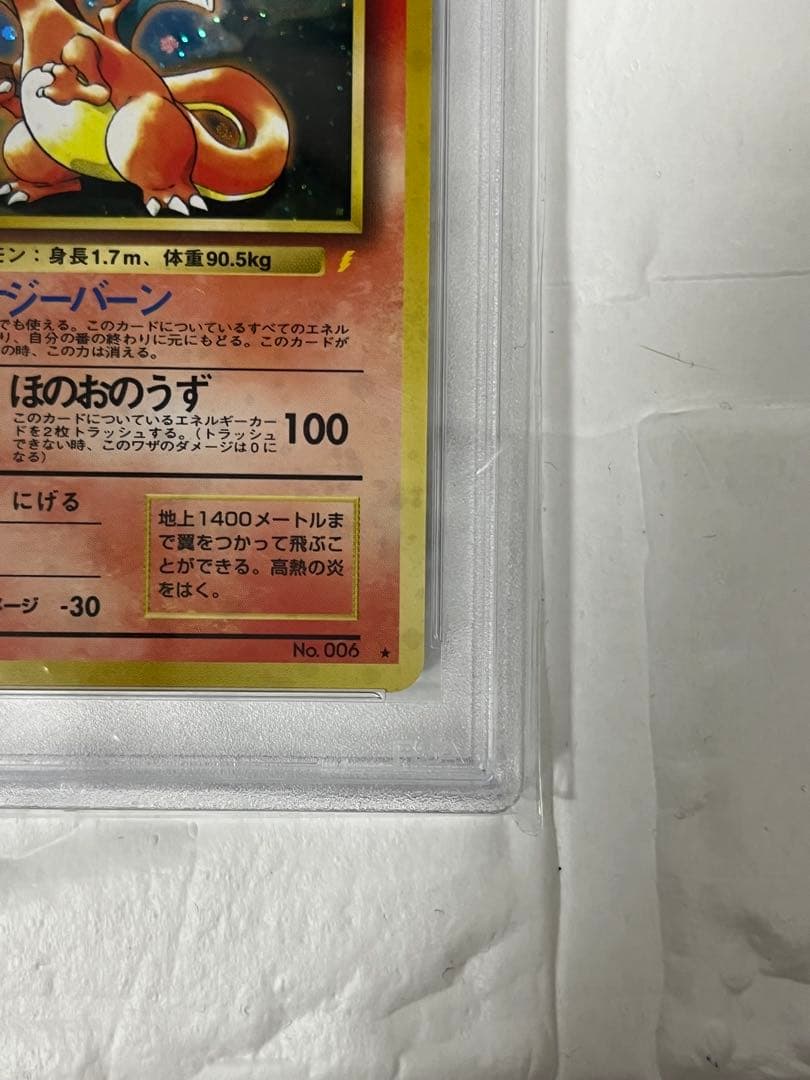 モン：身長1.7m、体重90.5kg
ージーバーン
でも使える。このカードについているすべてのエネル
り、自分の番の終わりに元にもどる。このカードが
の時、この力は消える。
ほのおのうず
このカードについているエネルギーカー
ドを2枚トラッシュする。(トラッシュ
できない時、このワザのダメージは0に
なる)
100
にげる
地上1400メートルま
で翼をつかって飛ぶこ
とができる。高熱の炎
をはく。
メージ -30
No. 006 ★